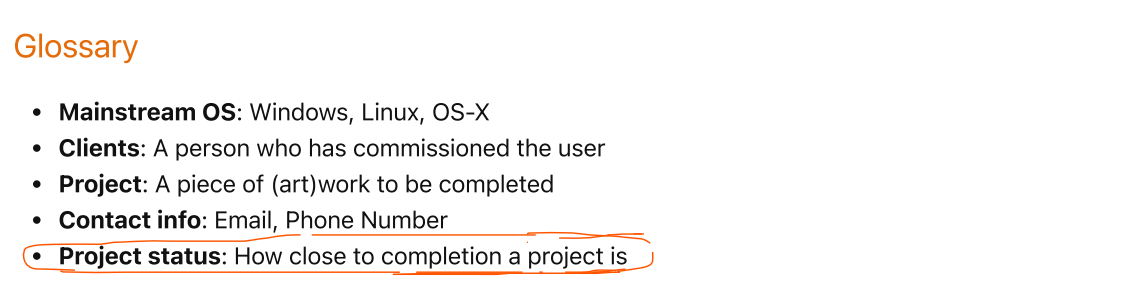 Glossary
Mainstream OS: Windows, Linux, OS-X
Clients: A person who has commissioned the user
Project: A piece of (art)work to be completed
Contact info: Email, Phone Number
Project status: How close to completion a project is